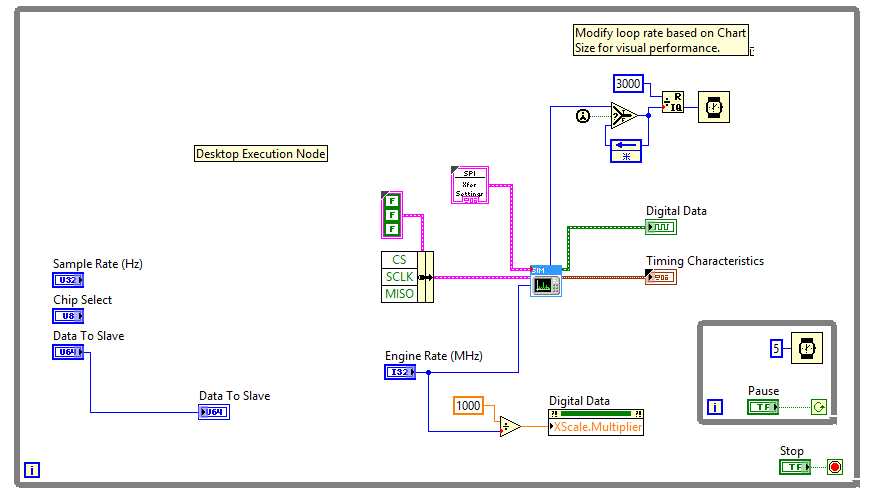 Modify loop rate based on Chart
Size for visual performance.
i
3000
R
IQ
T
?
F
Desktop Execution Node
SPI
Xfer
Settings
F
F
F
Digital Data
CS
SCLK
MISO
SIM
Timing Characteristics
Sample Rate (Hz)
U32
Chip Select
U8
Data To Slave
U64
Data To Slave
U64
Engine Rate (MHz)
I32
1000
Digital Data
?!
?!
XScale.Multiplier
5
Pause
i
TF
Stop
TF
i